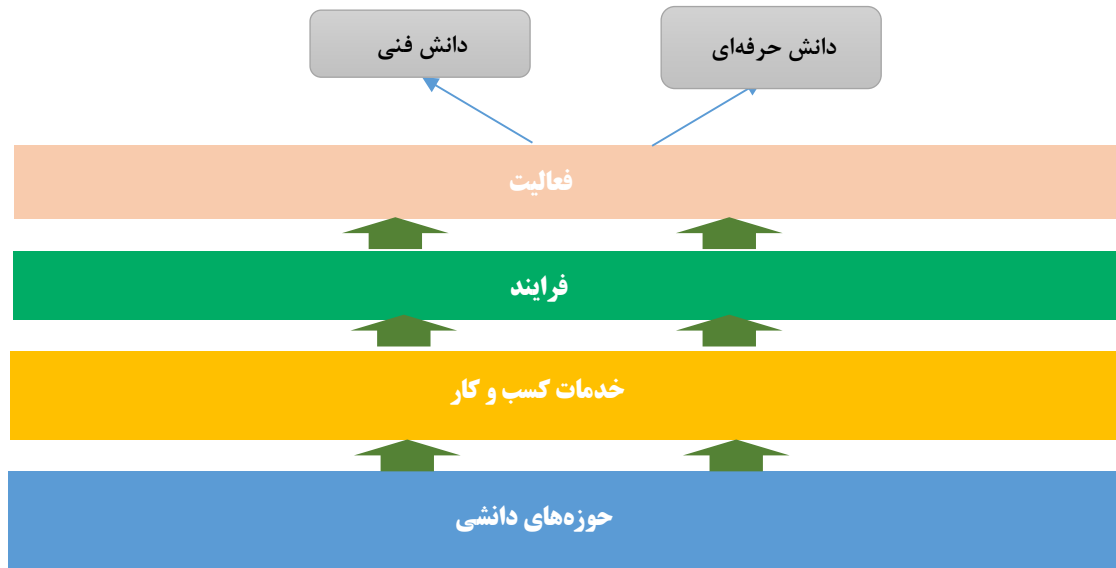 دانش حرفه‌ای
دانش فنی
فعالیت
فرایند
خدمات کسب و کار
حوزه‌های دانشی